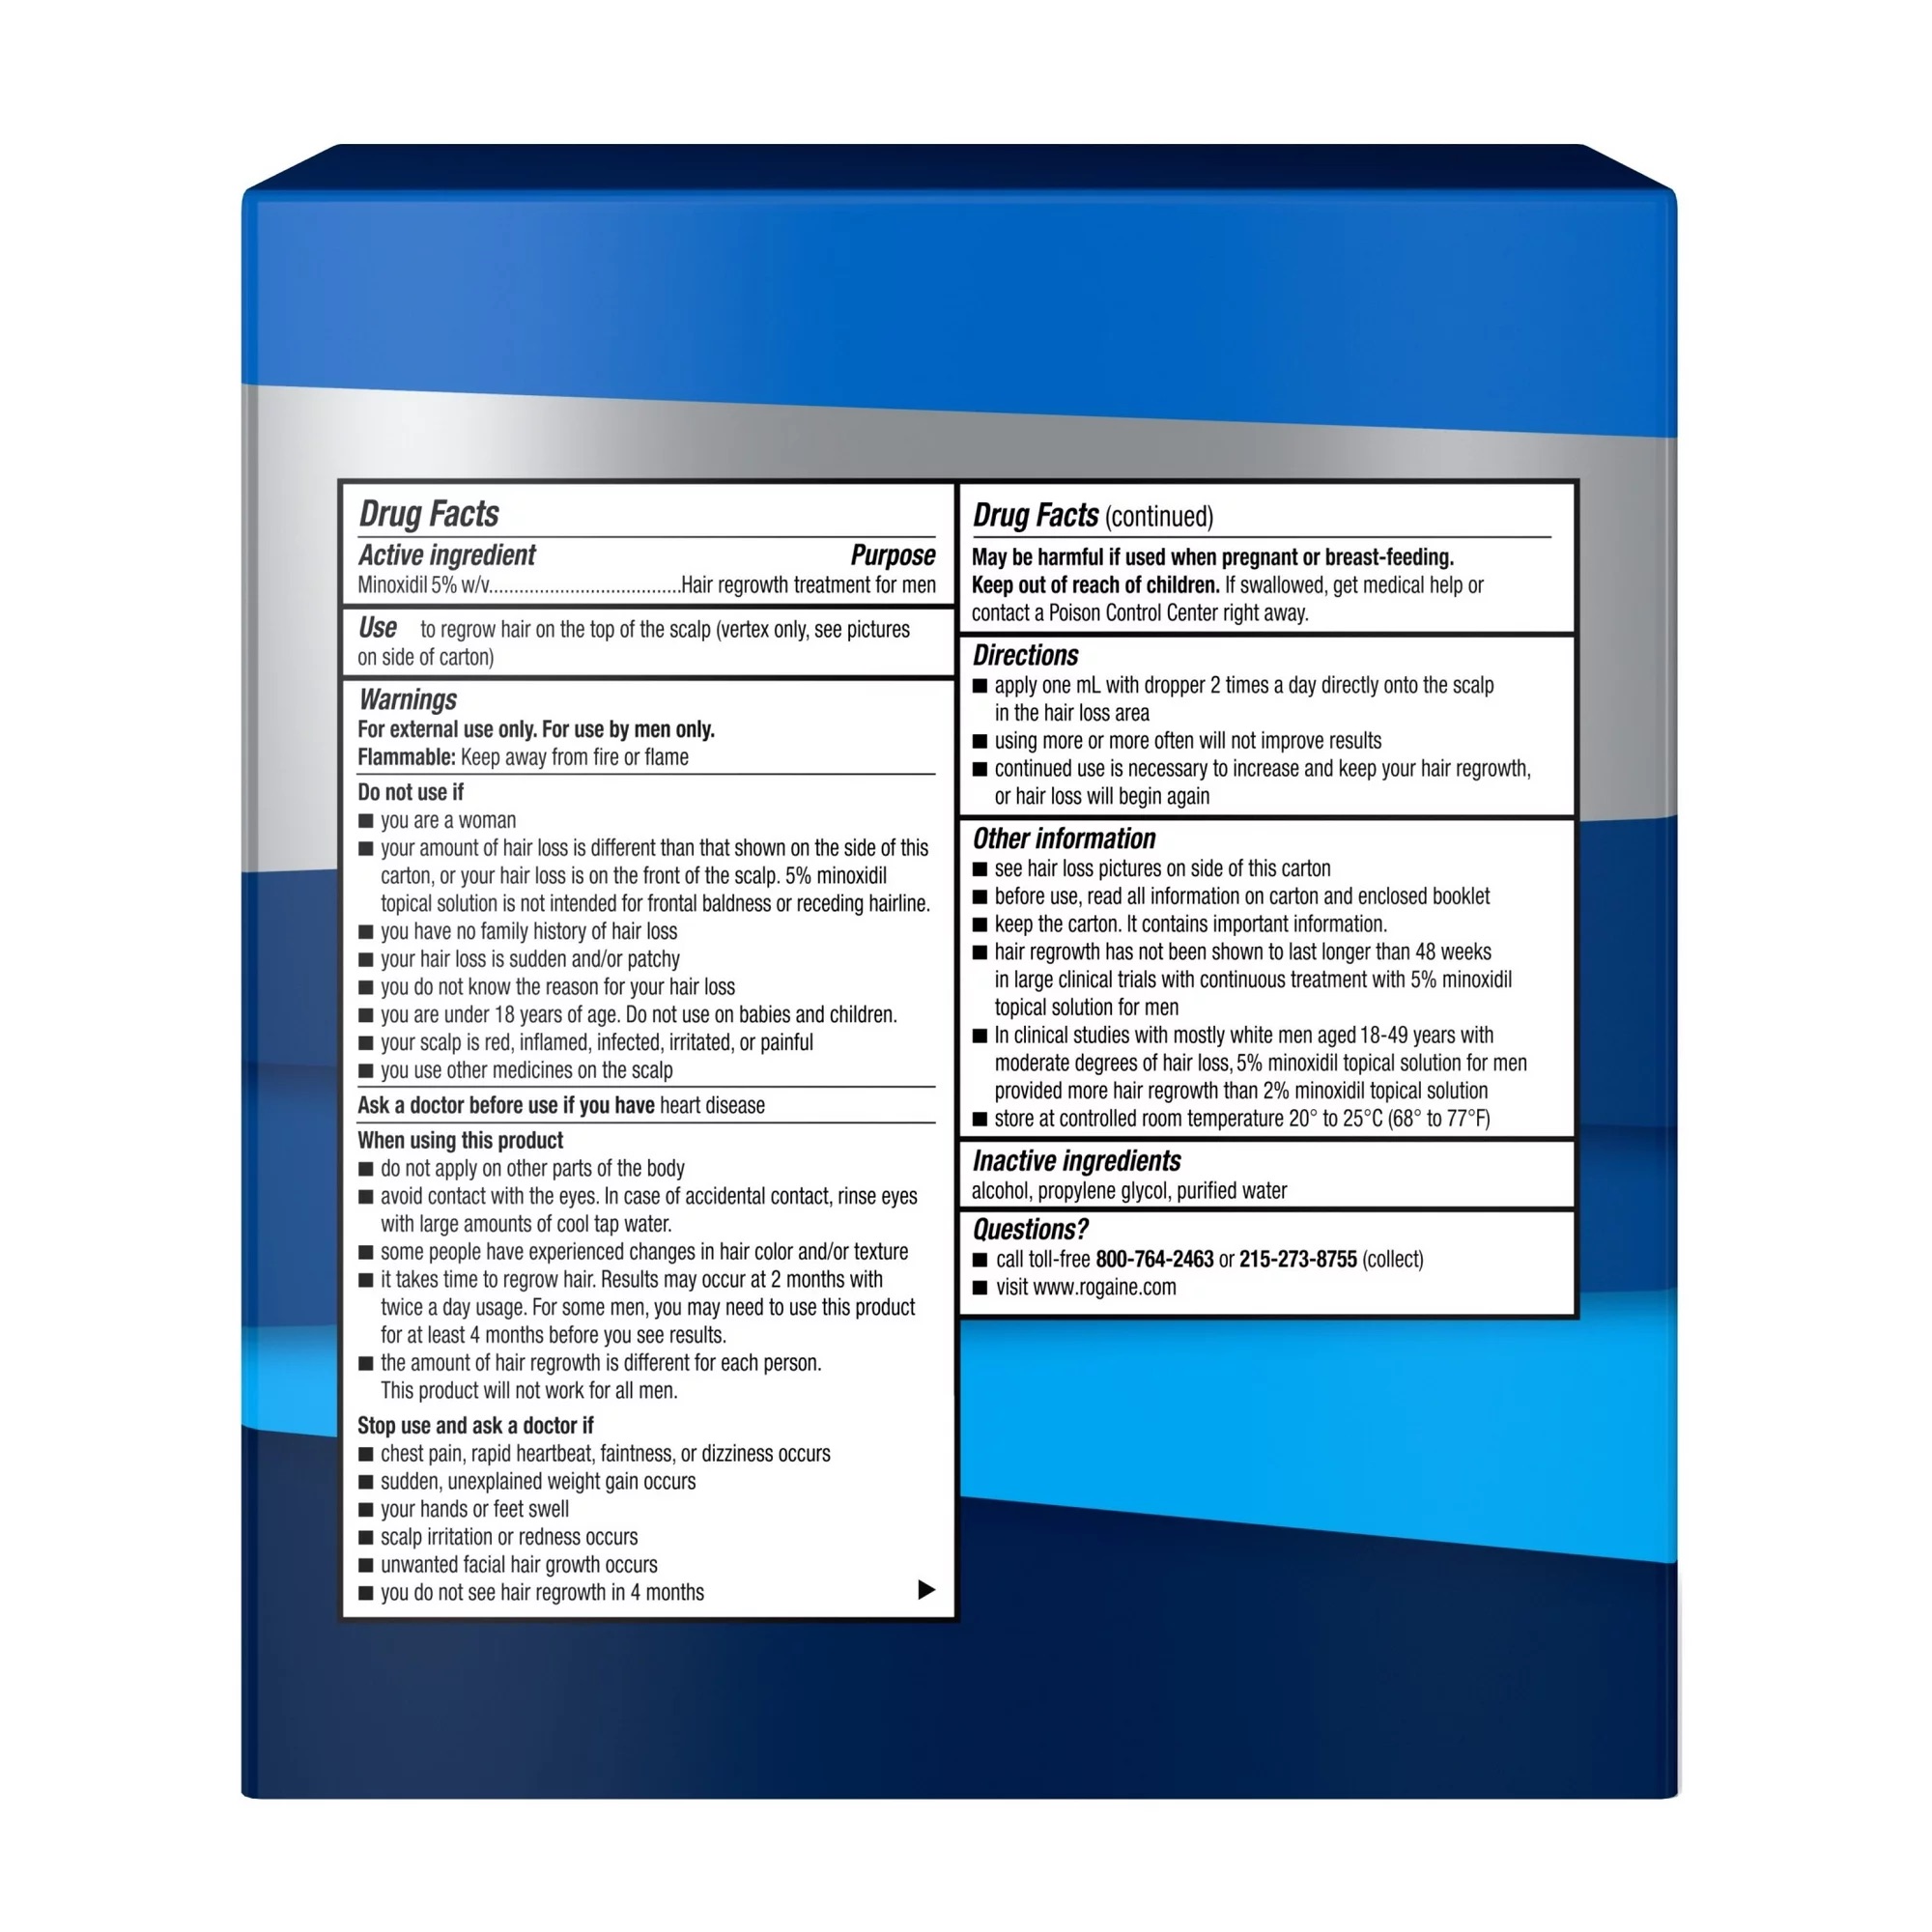 Drug Facts
Active ingredient Purpose
Minoxidil 5% w/v......................................Hair regrowth treatment for men
Use to regrow hair on the top of the scalp (vertex only, see pictures
on side of carton)
Warnings
For external use only. For use by men only.
Flammable: Keep away from fire or flame
Do not use if
■ you are a woman
■ your amount of hair loss is different than that shown on the side of this
carton, or your hair loss is on the front of the scalp. 5% minoxidil
topical solution is not intended for frontal baldness or receding hairline.
■ you have no family history of hair loss
■ your hair loss is sudden and/or patchy
■ you do not know the reason for your hair loss
■ you are under 18 years of age. Do not use on babies and children.
■ your scalp is red, inflamed, infected, irritated, or painful
■ you use other medicines on the scalp
Ask a doctor before use if you have heart disease
When using this product
■ do not apply on other parts of the body
■ avoid contact with the eyes. In case of accidental contact, rinse eyes
with large amounts of cool tap water.
■ some people have experienced changes in hair color and/or texture
■ it takes time to regrow hair. Results may occur at 2 months with
twice a day usage. For some men, you may need to use this product
for at least 4 months before you see results.
■ the amount of hair regrowth is different for each person.
This product will not work for all men.
Stop use and ask a doctor if
■ chest pain, rapid heartbeat, faintness, or dizziness occurs
■ sudden, unexplained weight gain occurs
■ your hands or feet swell
■ scalp irritation or redness occurs
■ unwanted facial hair growth occurs
■ you do not see hair regrowth in 4 months
Drug Facts (continued)
May be harmful if used when pregnant or breast-feeding.
Keep out of reach of children. If swallowed, get medical help or
contact a Poison Control Center right away.
Directions
■ apply one mL with dropper 2 times a day directly onto the scalp
in the hair loss area
■ using more or more often will not improve results
■ continued use is necessary to increase and keep your hair regrowth,
or hair loss will begin again
Other information
■ see hair loss pictures on side of this carton
■ before use, read all information on carton and enclosed booklet
■ keep the carton. It contains important information.
■ hair regrowth has not been shown to last longer than 48 weeks
in large clinical trials with continuous treatment with 5% minoxidil
topical solution for men
■ In clinical studies with mostly white men aged 18-49 years with
moderate degrees of hair loss, 5% minoxidil topical solution for men
provided more hair regrowth than 2% minoxidil topical solution
■ store at controlled room temperature 20° to 25°C (68° to 77°F)
Inactive ingredients
alcohol, propylene glycol, purified water
Questions?
■ call toll-free 800-764-2463 or 215-273-8755 (collect)
■ visit www.rogaine.com